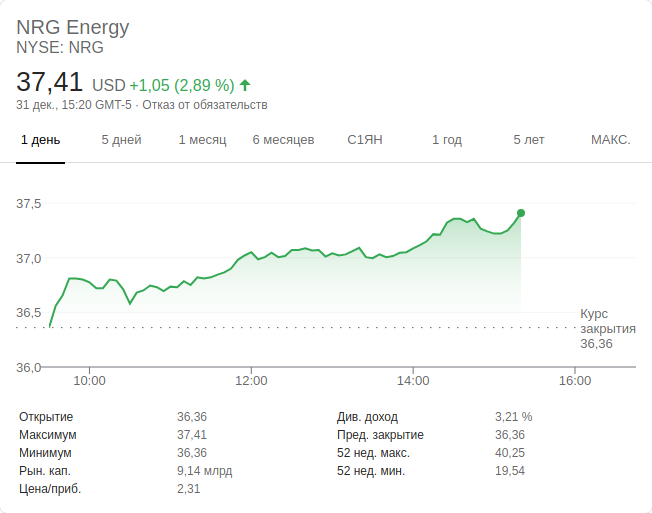 NRG Energy
NYSE: NRG
37,41 USD +1,05 (2,89 %)
31 дек., 15:20 GMT-5 · Отказ от обязательств
1 день 5 дней 1 месяц 6 месяцев С1ЯН 1 год 5 лет МАКС.
37,5
37,0
36,5
36,0
Курс
закрытия
36,36
10:00 12:00 14:00 16:00
Открытие 36,36 Див. доход 3,21 %
Максимум 37,41 Пред. закрытие 36,36
Минимум 36,36 52 нед. макс. 40,25
Рын. кап. 9,14 млрд 52 нед. мин. 19,54
Цена/приб. 2,31